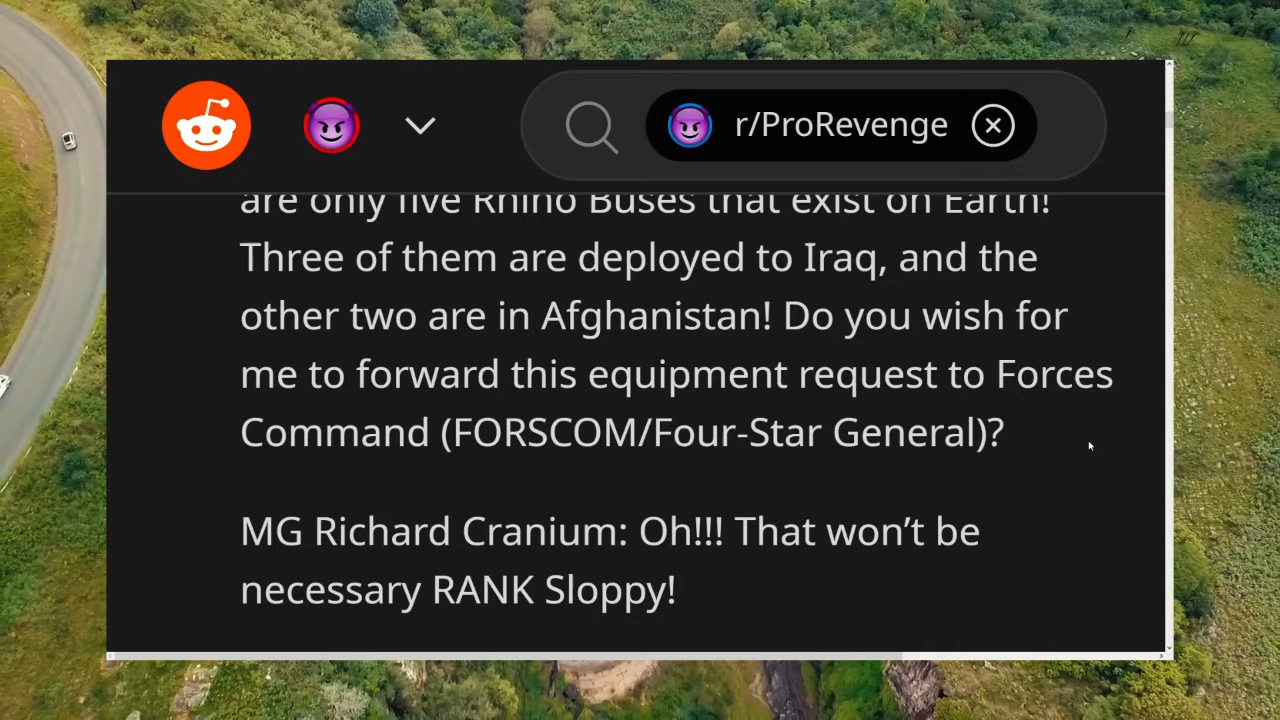 r/ProRevenge
are only five Rhino Buses that exist on Earth!
Three of them are deployed to Iraq, and the
other two are in Afghanistan! Do you wish for
me to forward this equipment request to Forces
Command (FORSCOM/Four-Star General)?
MG Richard Cranium: Oh!!! That won’t be
necessary RANK Sloppy!